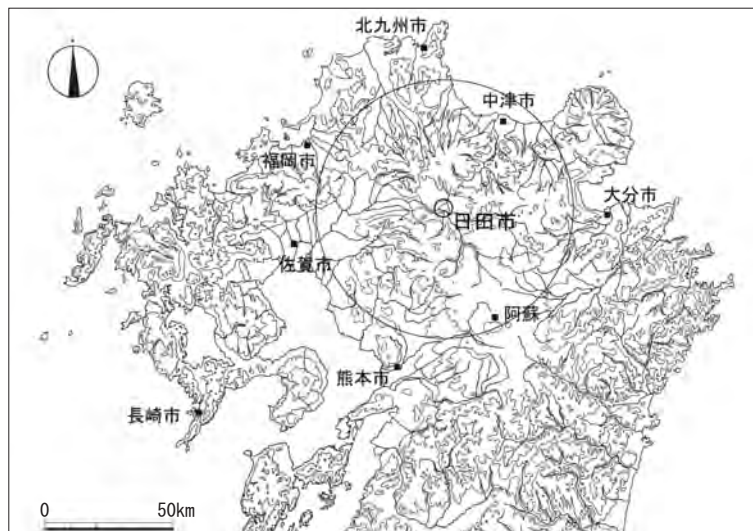 北九州市
中津市
福岡市
大分市
日田市
佐賀市
阿蘇
熊本市
長崎市
0 50km